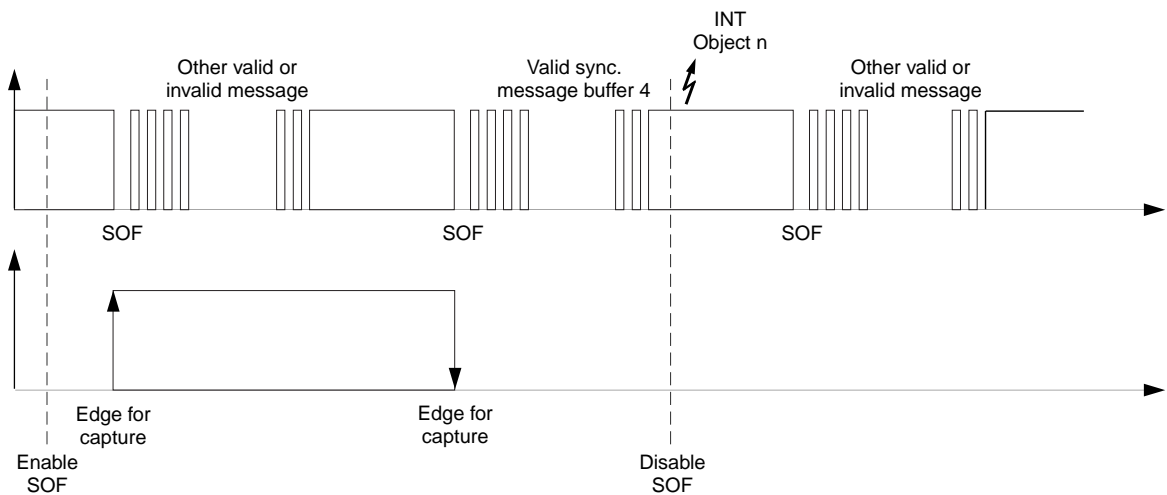 INT
Object n
Other valid or
invalid message
Valid sync.
message buffer 4
Other valid or
invalid message
SOF
SOF
SOF
Edge for
capture
Edge for
capture
Enable
SOF
Disable
SOF